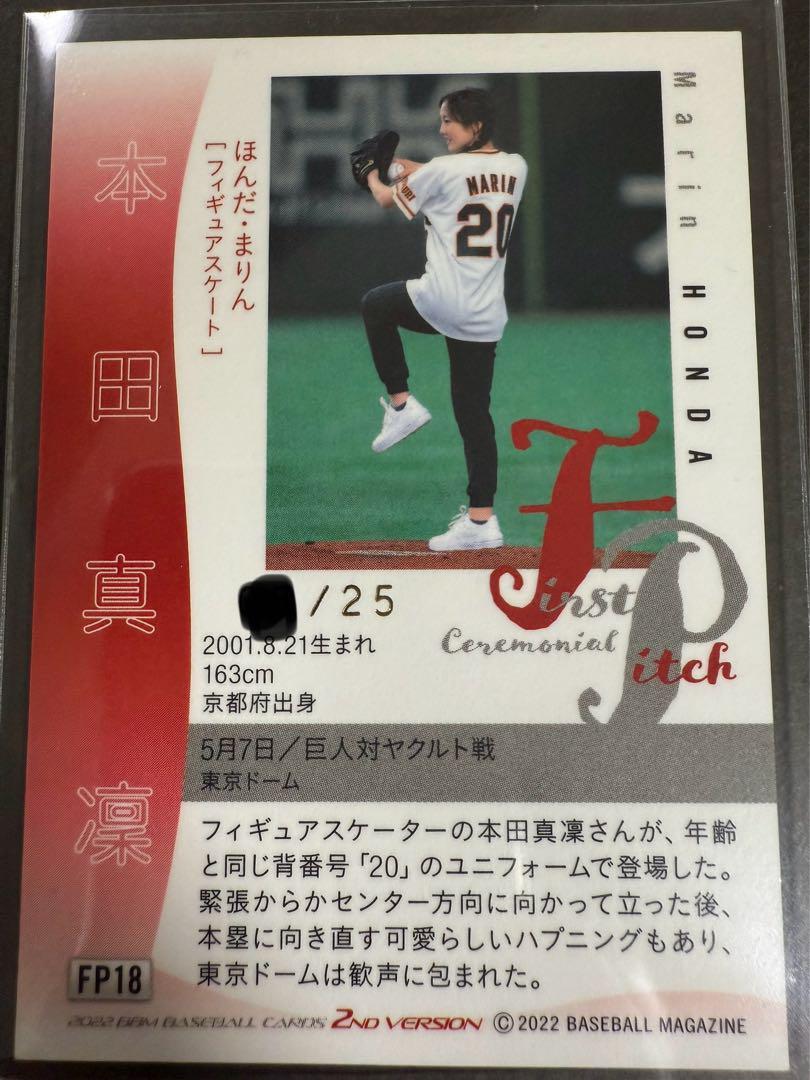 本田真凜
ほんだ・まりん
[フィギュアスケート]
Marin HONDA
MARIN
20
First
Ceremonial
Pitch
/25
2001.8.21生まれ
163cm
京都府出身
5月7日／巨人対ヤクルト戦
東京ドーム
フィギュアスケーターの本田真凜さんが、年齢
と同じ背番号「20」のユニフォームで登場した。
緊張からかセンター方向に向かって立った後、
本塁に向き直す可愛らしいハプニングもあり、
東京ドームは歓声に包まれた。
FP18
2022 BBM BASEBALL CARDS 2ND VERSION © 2022 BASEBALL MAGAZINE